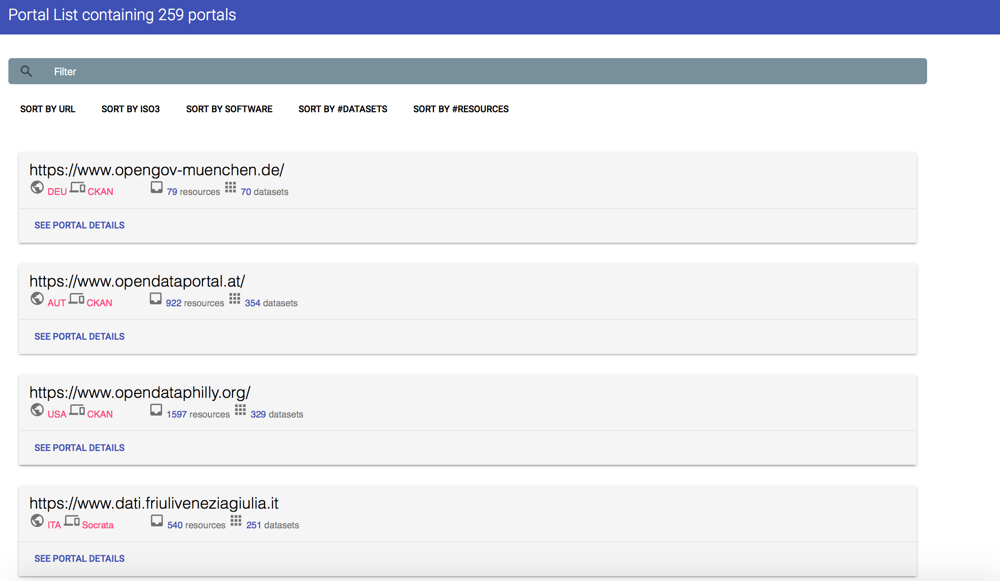 Portal List containing 259 portals
Filter
SORT BY URL SORT BY ISO3 SORT BY SOFTWARE SORT BY #DATASETS SORT BY #RESOURCES
https://www.opengov-muenchen.de/
DEU CKAN 79 resources 70 datasets
SEE PORTAL DETAILS
https://www.opendataportal.at/
AUT CKAN 922 resources 354 datasets
SEE PORTAL DETAILS
https://www.opendataphilly.org/
USA CKAN 1597 resources 329 datasets
SEE PORTAL DETAILS
https://www.dati.friuliveneziagiulia.it
ITA Socrata 540 resources 251 datasets
SEE PORTAL DETAILS